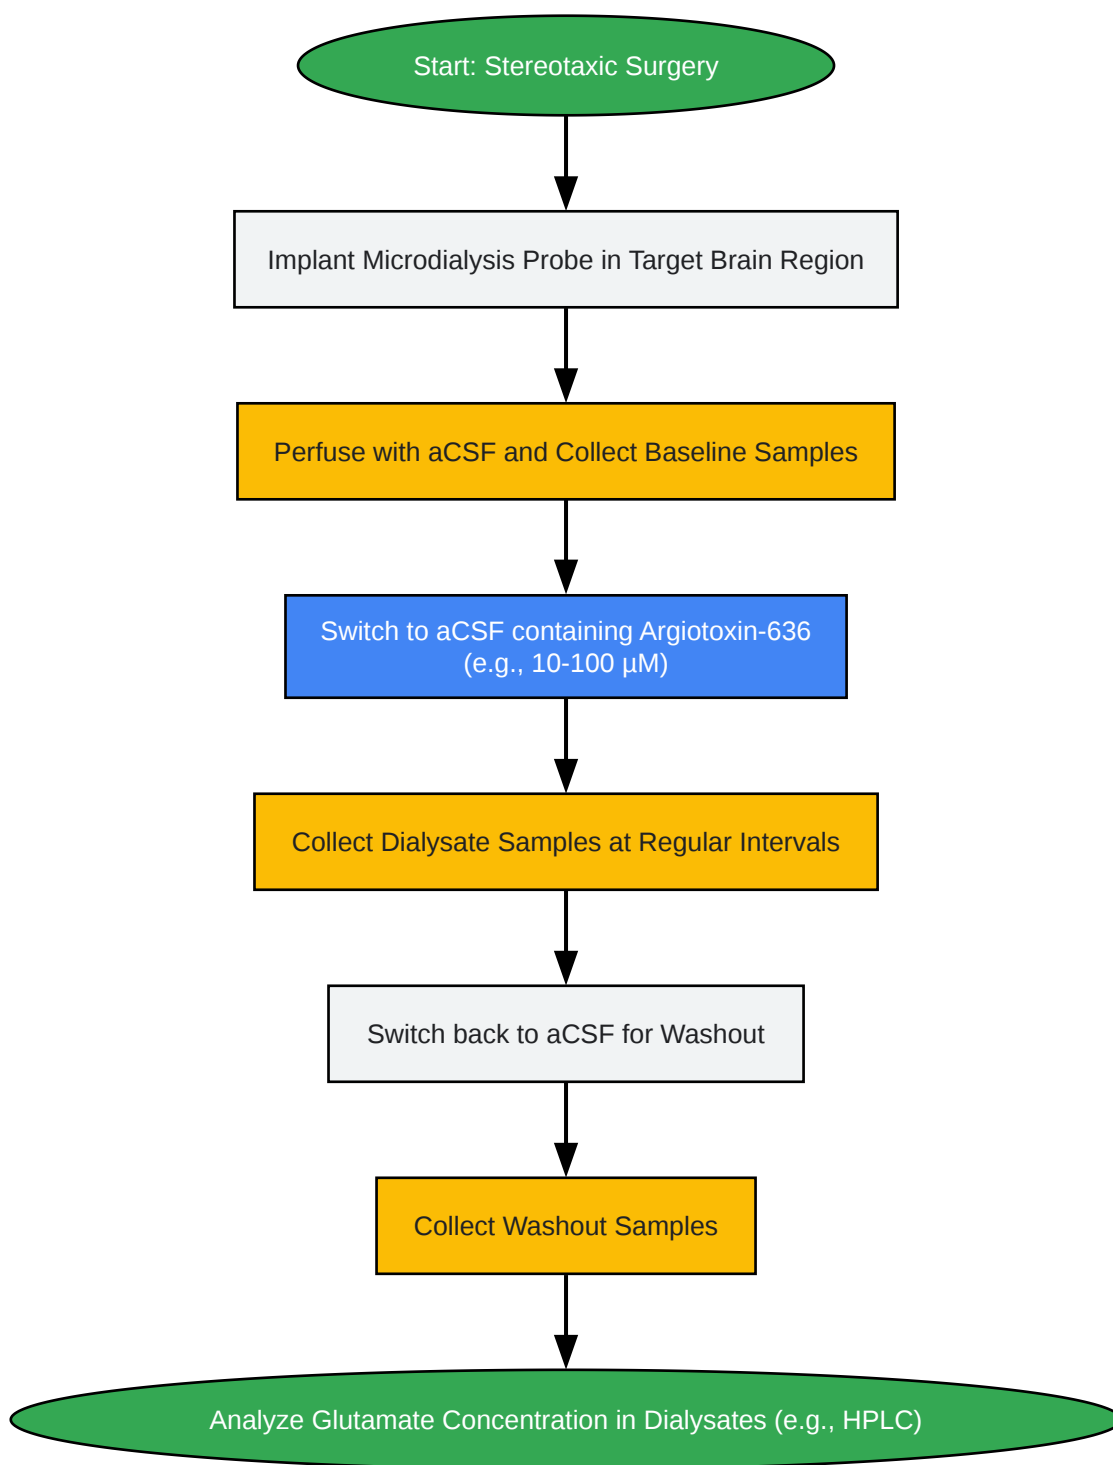 Start: Stereotaxic Surgery
Implant Microdialysis Probe in Target Brain Region
Perfuse with aCSF and Collect Baseline Samples
Switch to aCSF containing Argiotoxin-636
(e.g., 10-100 µM)
Collect Dialysate Samples at Regular Intervals
Switch back to aCSF for Washout
Collect Washout Samples
Analyze Glutamate Concentration in Dialysates (e.g., HPLC)